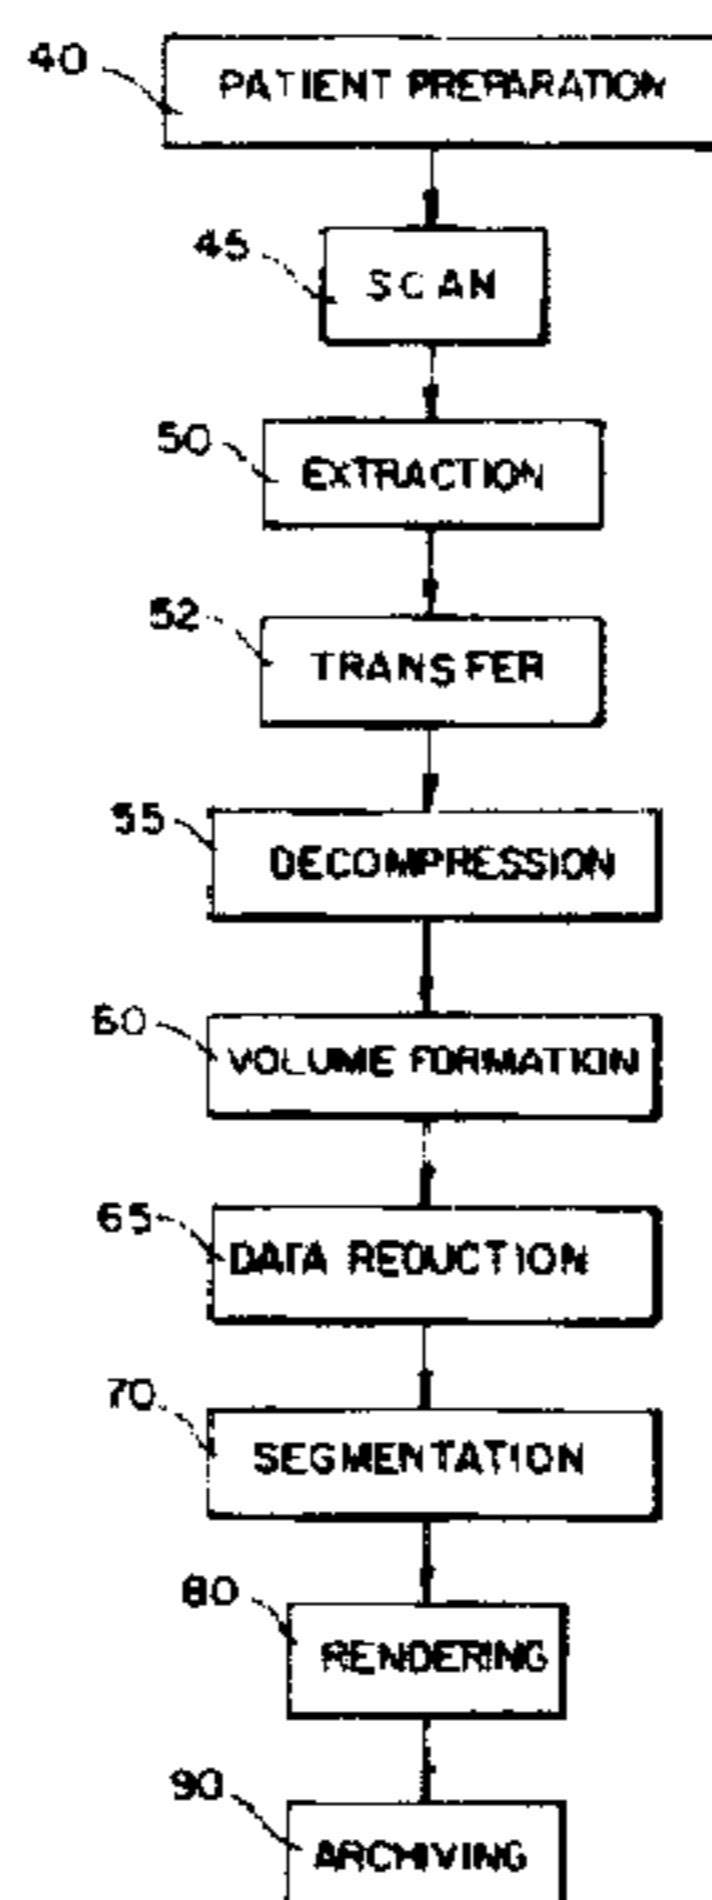 40
PATIENT PREPARATION
45
SCAN
50
EXTRACTION
52
TRANSFER
55
DECOMPRESSION
60
VOLUME FORMATION
65
DATA REDUCTION
70
SEGMENTATION
80
RENDERING
90
ARCHIVING